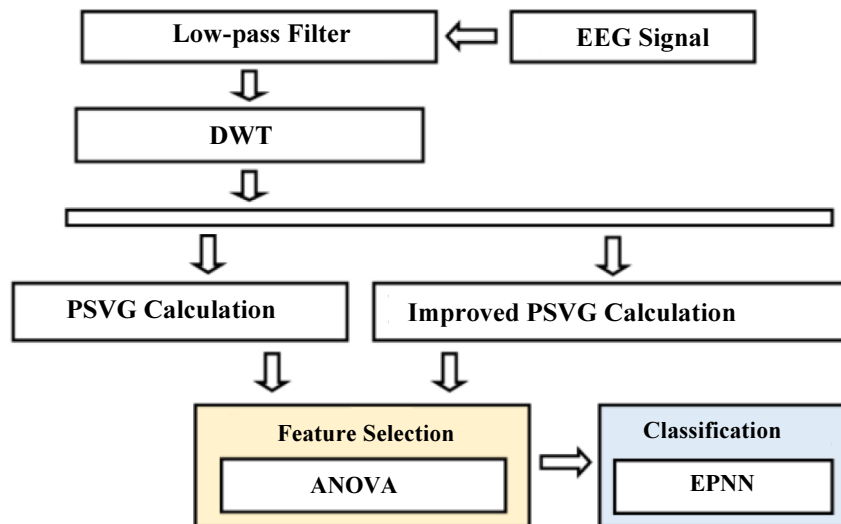 Low-pass Filter
EEG Signal
DWT
PSVG Calculation
Improved PSVG Calculation
Feature Selection
ANOVA
Classification
EPNN